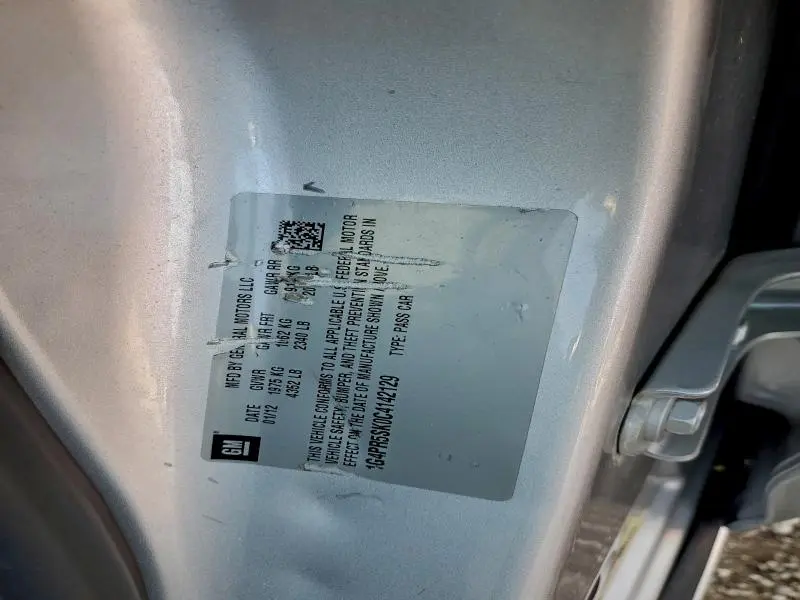 GM
MFD BY GENERAL MOTORS LLC
DATE GVWR GAWR FRT GAWR RR
01/12 1975 KG 1062 KG KG
4352 LB 2340 LB LB
THIS VEHICLE CONFORMS TO ALL APPLICABLE U.S. FEDERAL MOTOR
VEHICLE SAFETY, BUMPER, AND THEFT PREVENTION STANDARDS IN
EFFECT ON THE DATE OF MANUFACTURE SHOWN ABOVE.
1G4PR5SK0C4142129 TYPE: PASS CAR